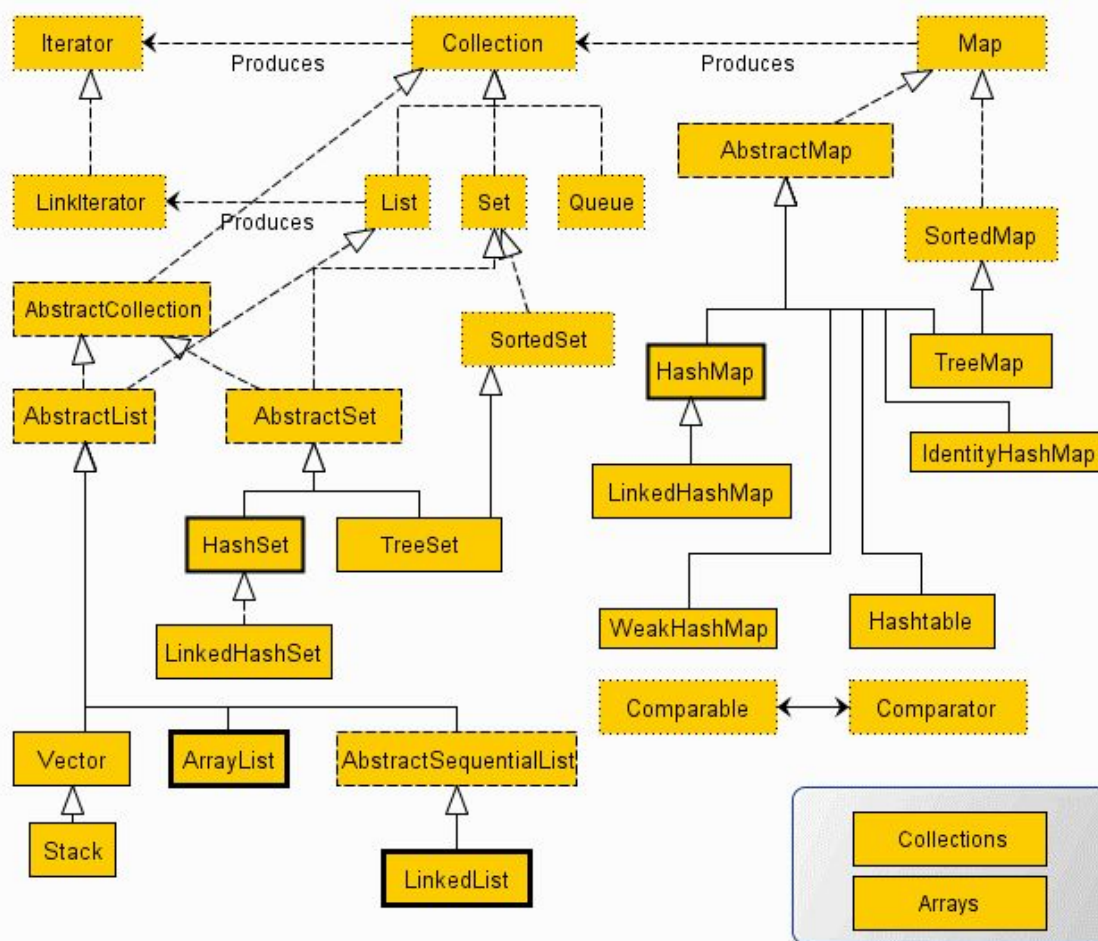 Iterator
Collection
Map
Produces
Produces
AbstractMap
LinkIterator
List
Set
Queue
Produces
SortedMap
AbstractCollection
SortedSet
HashMap
TreeMap
AbstractList
AbstractSet
IdentityHashMap
LinkedHashMap
HashSet
TreeSet
WeakHashMap
Hashtable
LinkedHashSet
Comparable
Comparator
Vector
ArrayList
AbstractSequentialList
Stack
Collections
LinkedList
Arrays